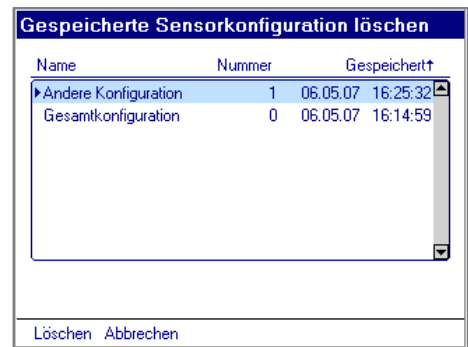 Gespeicherte Sensorkonfiguration löschen
Name Nummer Gespeichert↑
Andere Konfiguration 1 06.05.07 16:25:32
Gesamtkonfiguration 0 06.05.07 16:14:59
Löschen Abbrechen